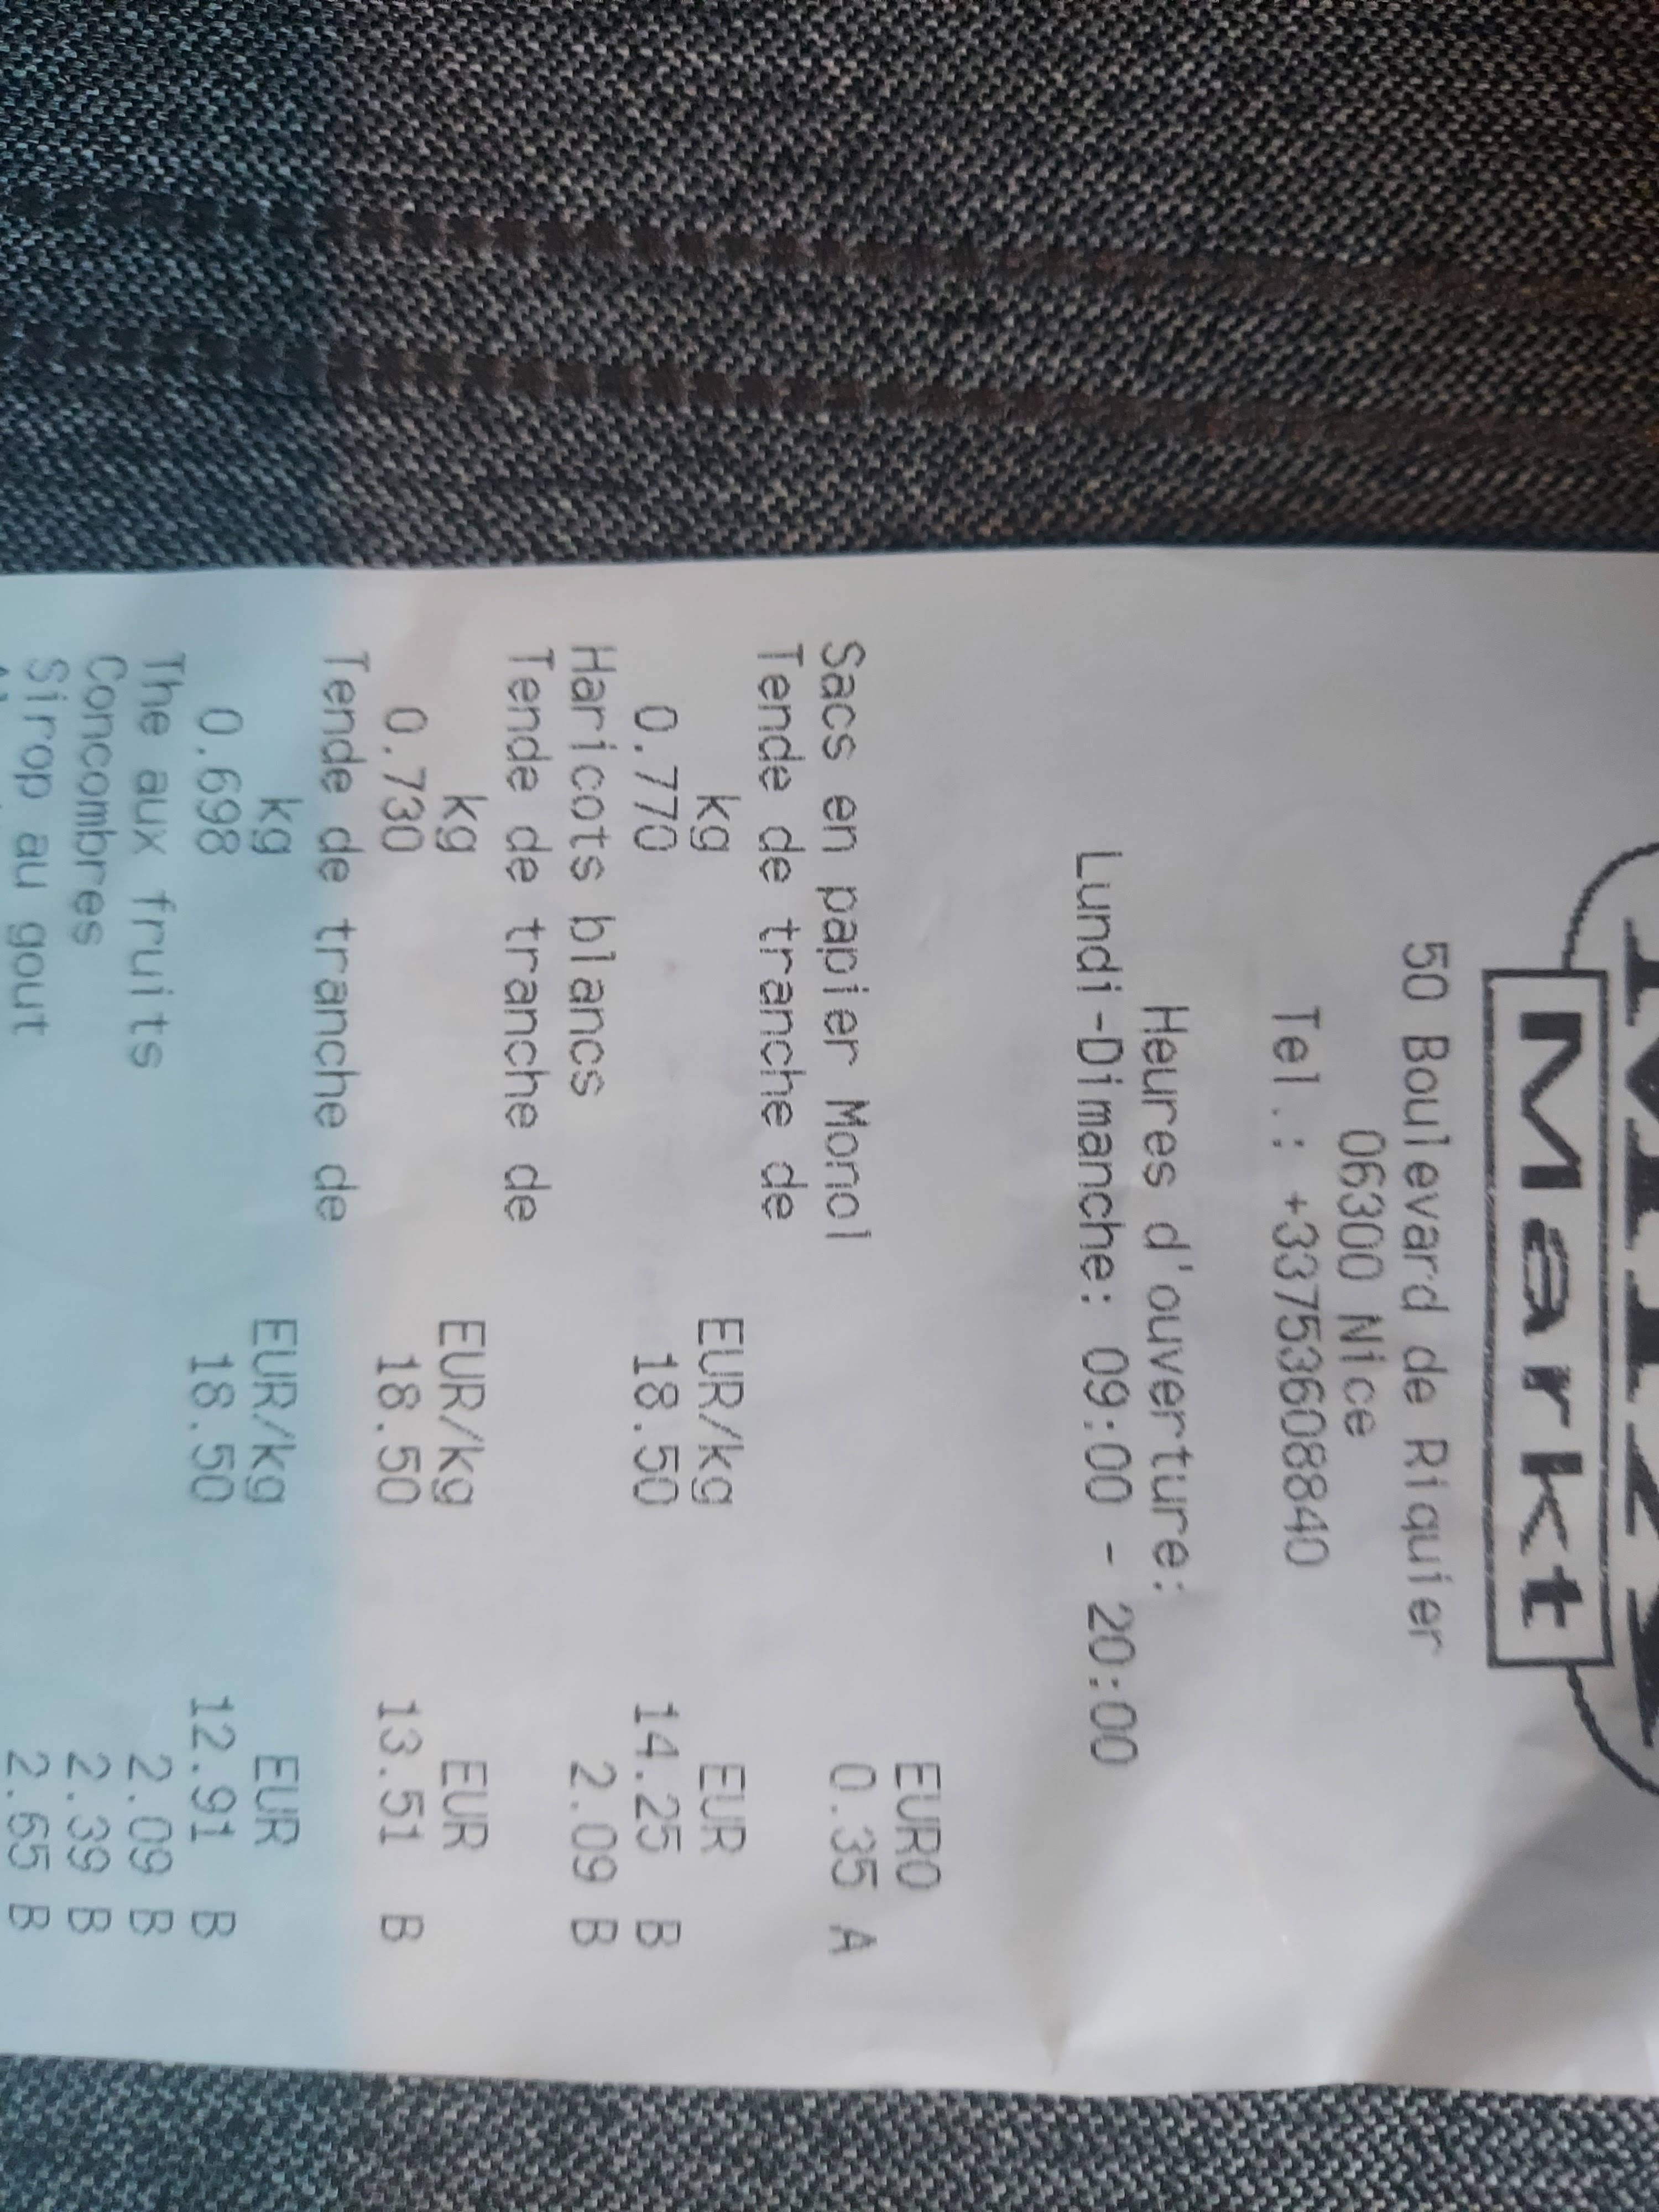 Markt
50 Boulevard de Riquier
06300 Nice
Tel.: +33753608840
Heures d'ouverture:
Lundi-Dimanche: 09:00 - 20:00
EURO
Sacs en papier Monol 0.35 A
Tende de tranche de
kg EUR/kg EUR
0.770 18.50 14.25 B
Haricots blancs 2.09 B
Tende de tranche de
kg EUR/kg EUR
0.730 18.50 13.51 B
Tende de tranche de
kg EUR/kg EUR
0.698 18.50 12.91 B
The aux fruits 2.09 B
Concombres 2.39 B
Sirop au gout 2.65 B